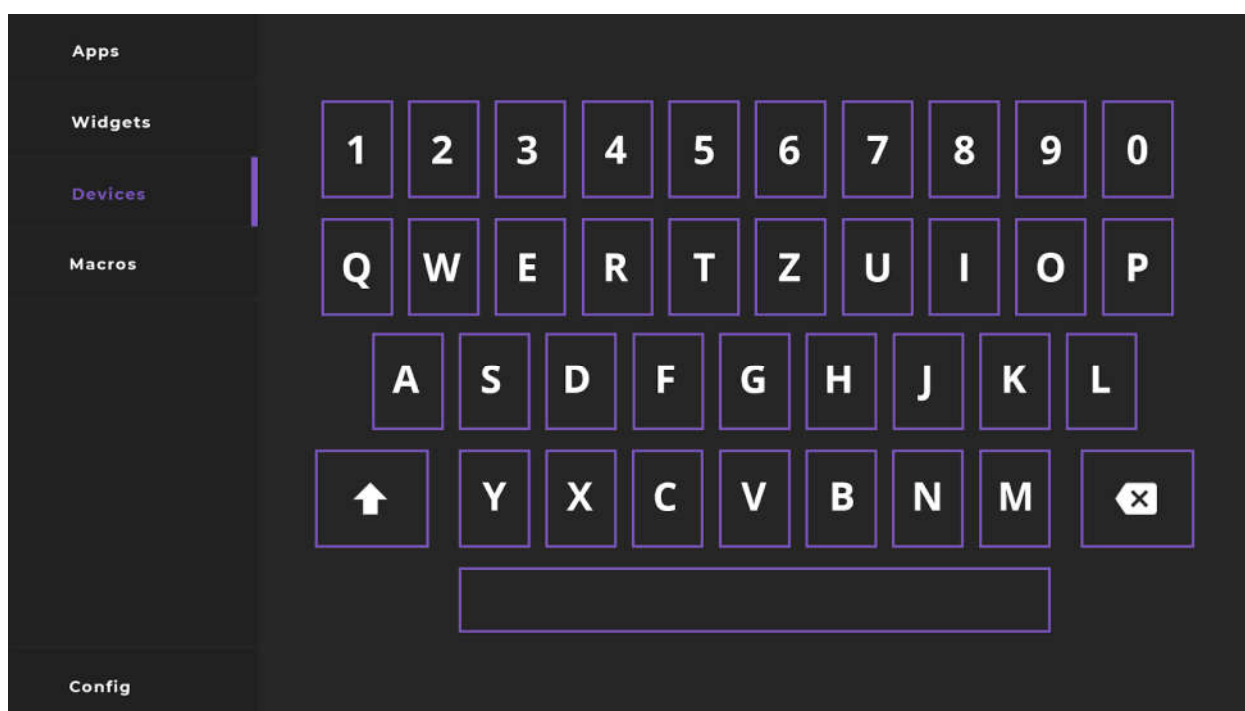 Apps
Widgets
Devices
Macros
Config
1 2 3 4 5 6 7 8 9 0
Q W E R T Z U I O P
A S D F G H J K L
Y X C V B N M